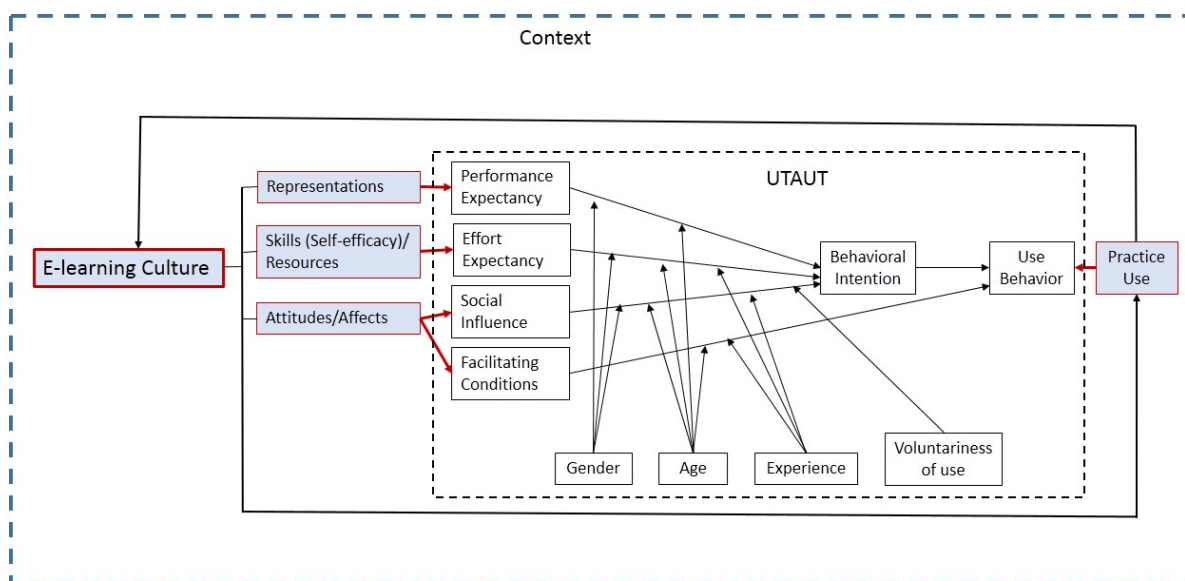 Context
UTAUT
E-learning Culture
Representations
Skills (Self-efficacy)/
Resources
Attitudes/Affects
Performance
Expectancy
Effort
Expectancy
Social
Influence
Facilitating
Conditions
Behavioral
Intention
Use
Behavior
Practice
Use
Gender
Age
Experience
Voluntariness
of use